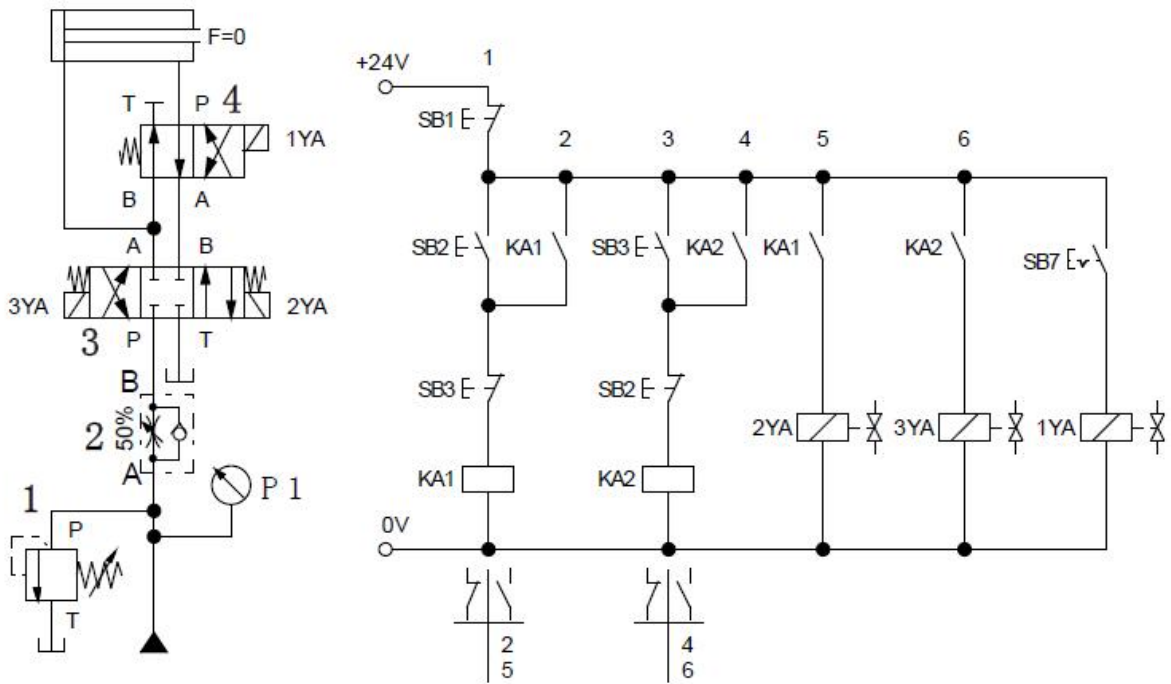 F=0
T P 4
1YA
B A
A B
3YA 2YA
3 P T
B
2 50%
A
P1
1
P
T
1
+24V
SB1
2 3 4 5 6
SB2 KA1 SB3 KA2 KA1 KA2 SB7
SB3 SB2
2YA 3YA 1YA
KA1 KA2
0V
2 4
5 6